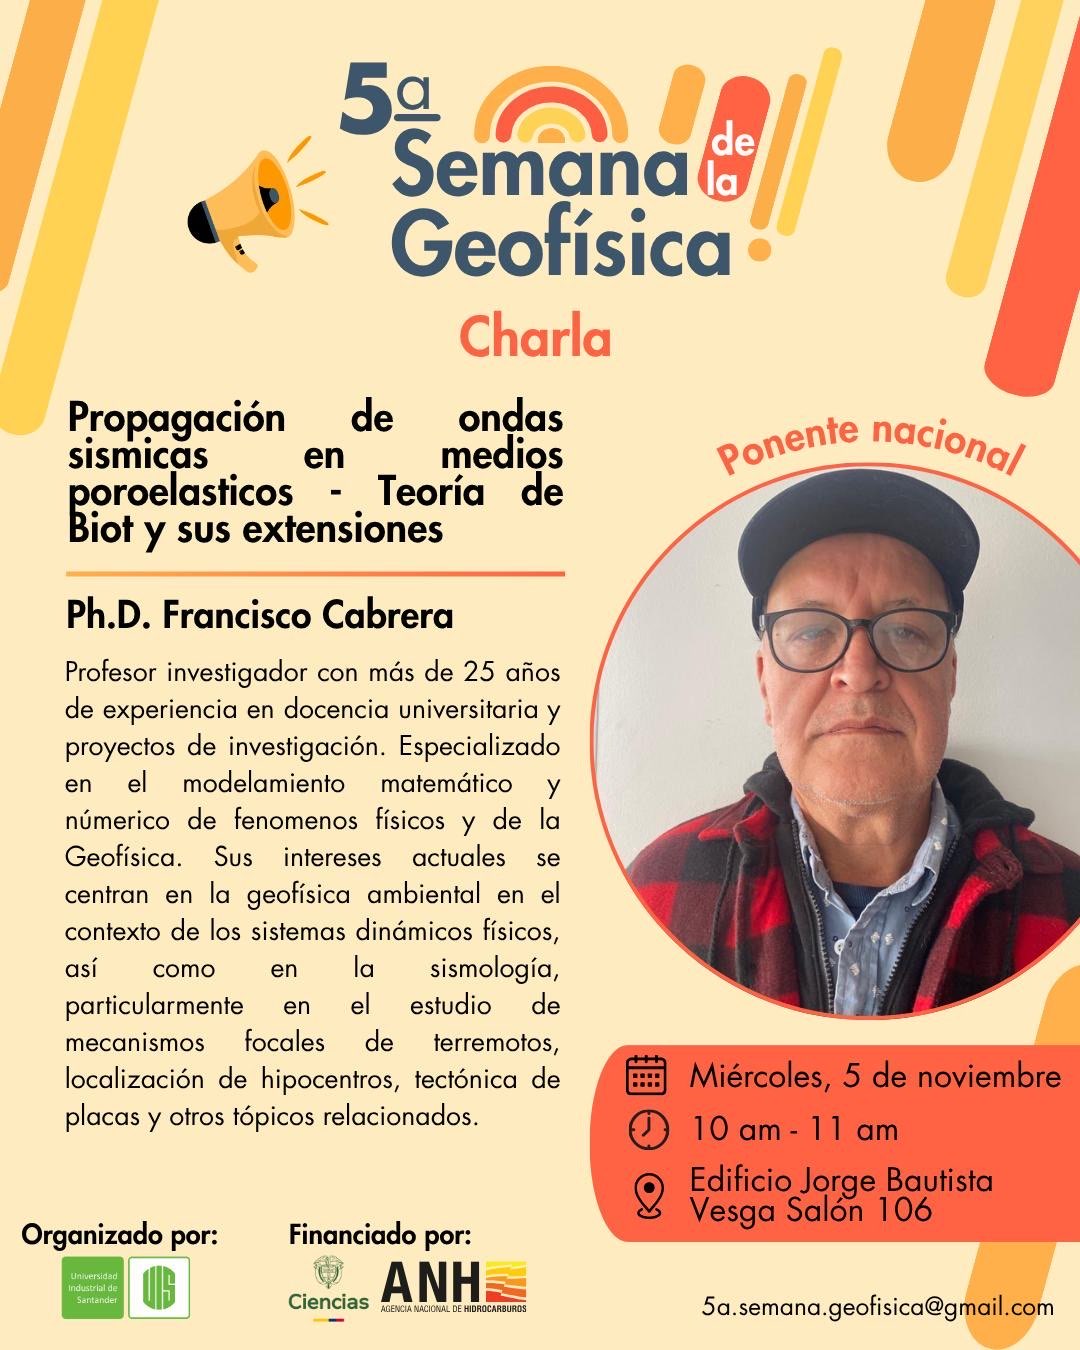 5a
Semana de la
Geofísica
Charla
Propagación de ondas
sismicas en medios
poroelasticos - Teoría de
Biot y sus extensiones
Ph.D. Francisco Cabrera
Profesor investigador con más de 25 años
de experiencia en docencia universitaria y
proyectos de investigación. Especializado
en el modelamiento matemático y
númerico de fenomenos físicos y de la
Geofísica. Sus intereses actuales se
centran en la geofísica ambiental en el
contexto de los sistemas dinámicos físicos,
así como en la sismología,
particularmente en el estudio de
mecanismos focales de terremotos,
localización de hipocentros, tectónica de
placas y otros tópicos relacionados.
Ponente nacional
Miércoles, 5 de noviembre
10 am - 11 am
Edificio Jorge Bautista
Vesga Salón 106
Organizado por:
Universidad
Industrial de
Santander
UIS
Financiado por:
Ciencias
ANH
AGENCIA NACIONAL DE HIDROCARBUROS
5a.semana.geofisica@gmail.com